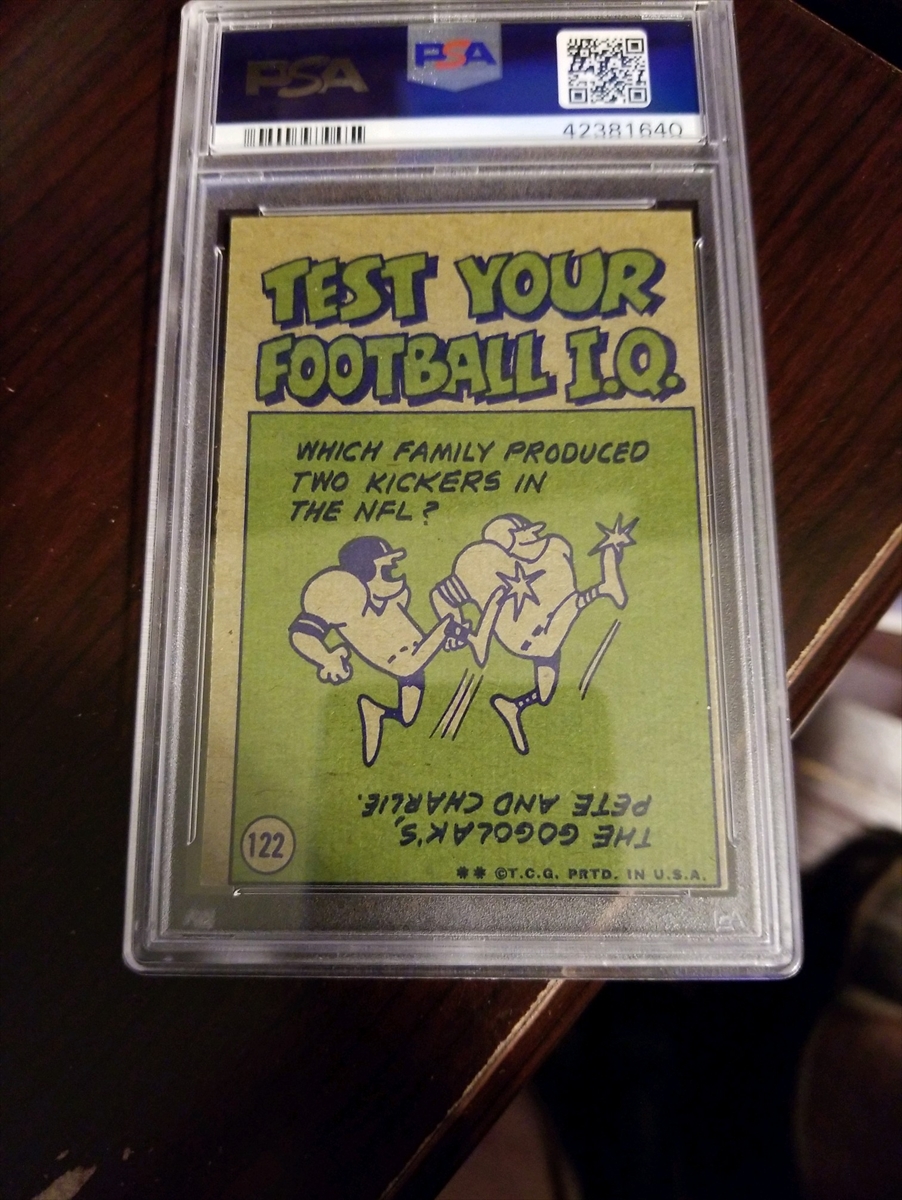 PSA
PSA
42381640
TEST YOUR
FOOTBALL I.Q.
WHICH FAMILY PRODUCED
TWO KICKERS IN
THE NFL?
THE GOGOLAK'S,
PETE AND CHARLIE.
122
** ©T.C.G. PRTD. IN U.S.A.